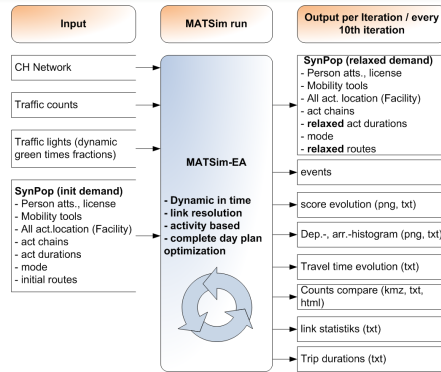 Input
CH Network
Traffic counts
Traffic lights (dynamic
green times fractions)
SynPop (init demand)
- Person atts., license
- Mobility tools
- All act.location (Facility)
- act chains
- act durations
- mode
- initial routes
MATSim run
MATSim-EA
- Dynamic in time
- link resolution
- activity based
- complete day plan
optimization
Output per Iteration / every
10th iteration
SynPop (relaxed demand)
- Person atts., license
- Mobility tools
- All act. location (Facility)
- act chains
- relaxed act durations
- mode
- relaxed routes
events
score evolution (png, txt)
Dep.-, arr.-histogram (png, txt)
Travel time evolution (txt)
Counts compare (kmz, txt,
html)
link statistiks (txt)
Trip durations (txt)